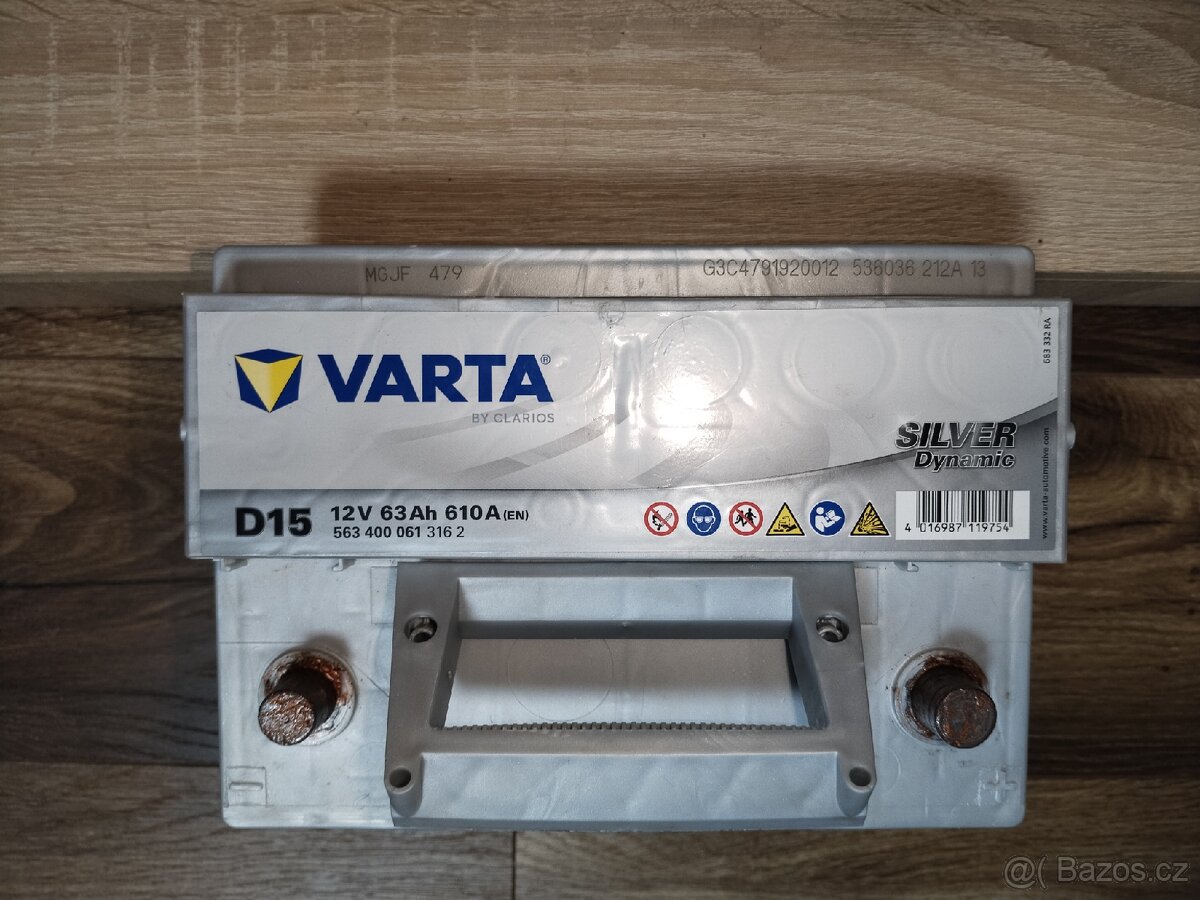 MGJF 479
G3C4791920012 536036 212A 13
VARTA®
BY CLARIOS
683 332 RA
SILVER
Dynamic
www.varta-automotive.com
D15 12V 63Ah 610A (EN)
563 400 061 316 2
4 016987 119754
- +
@( Bazos.cz